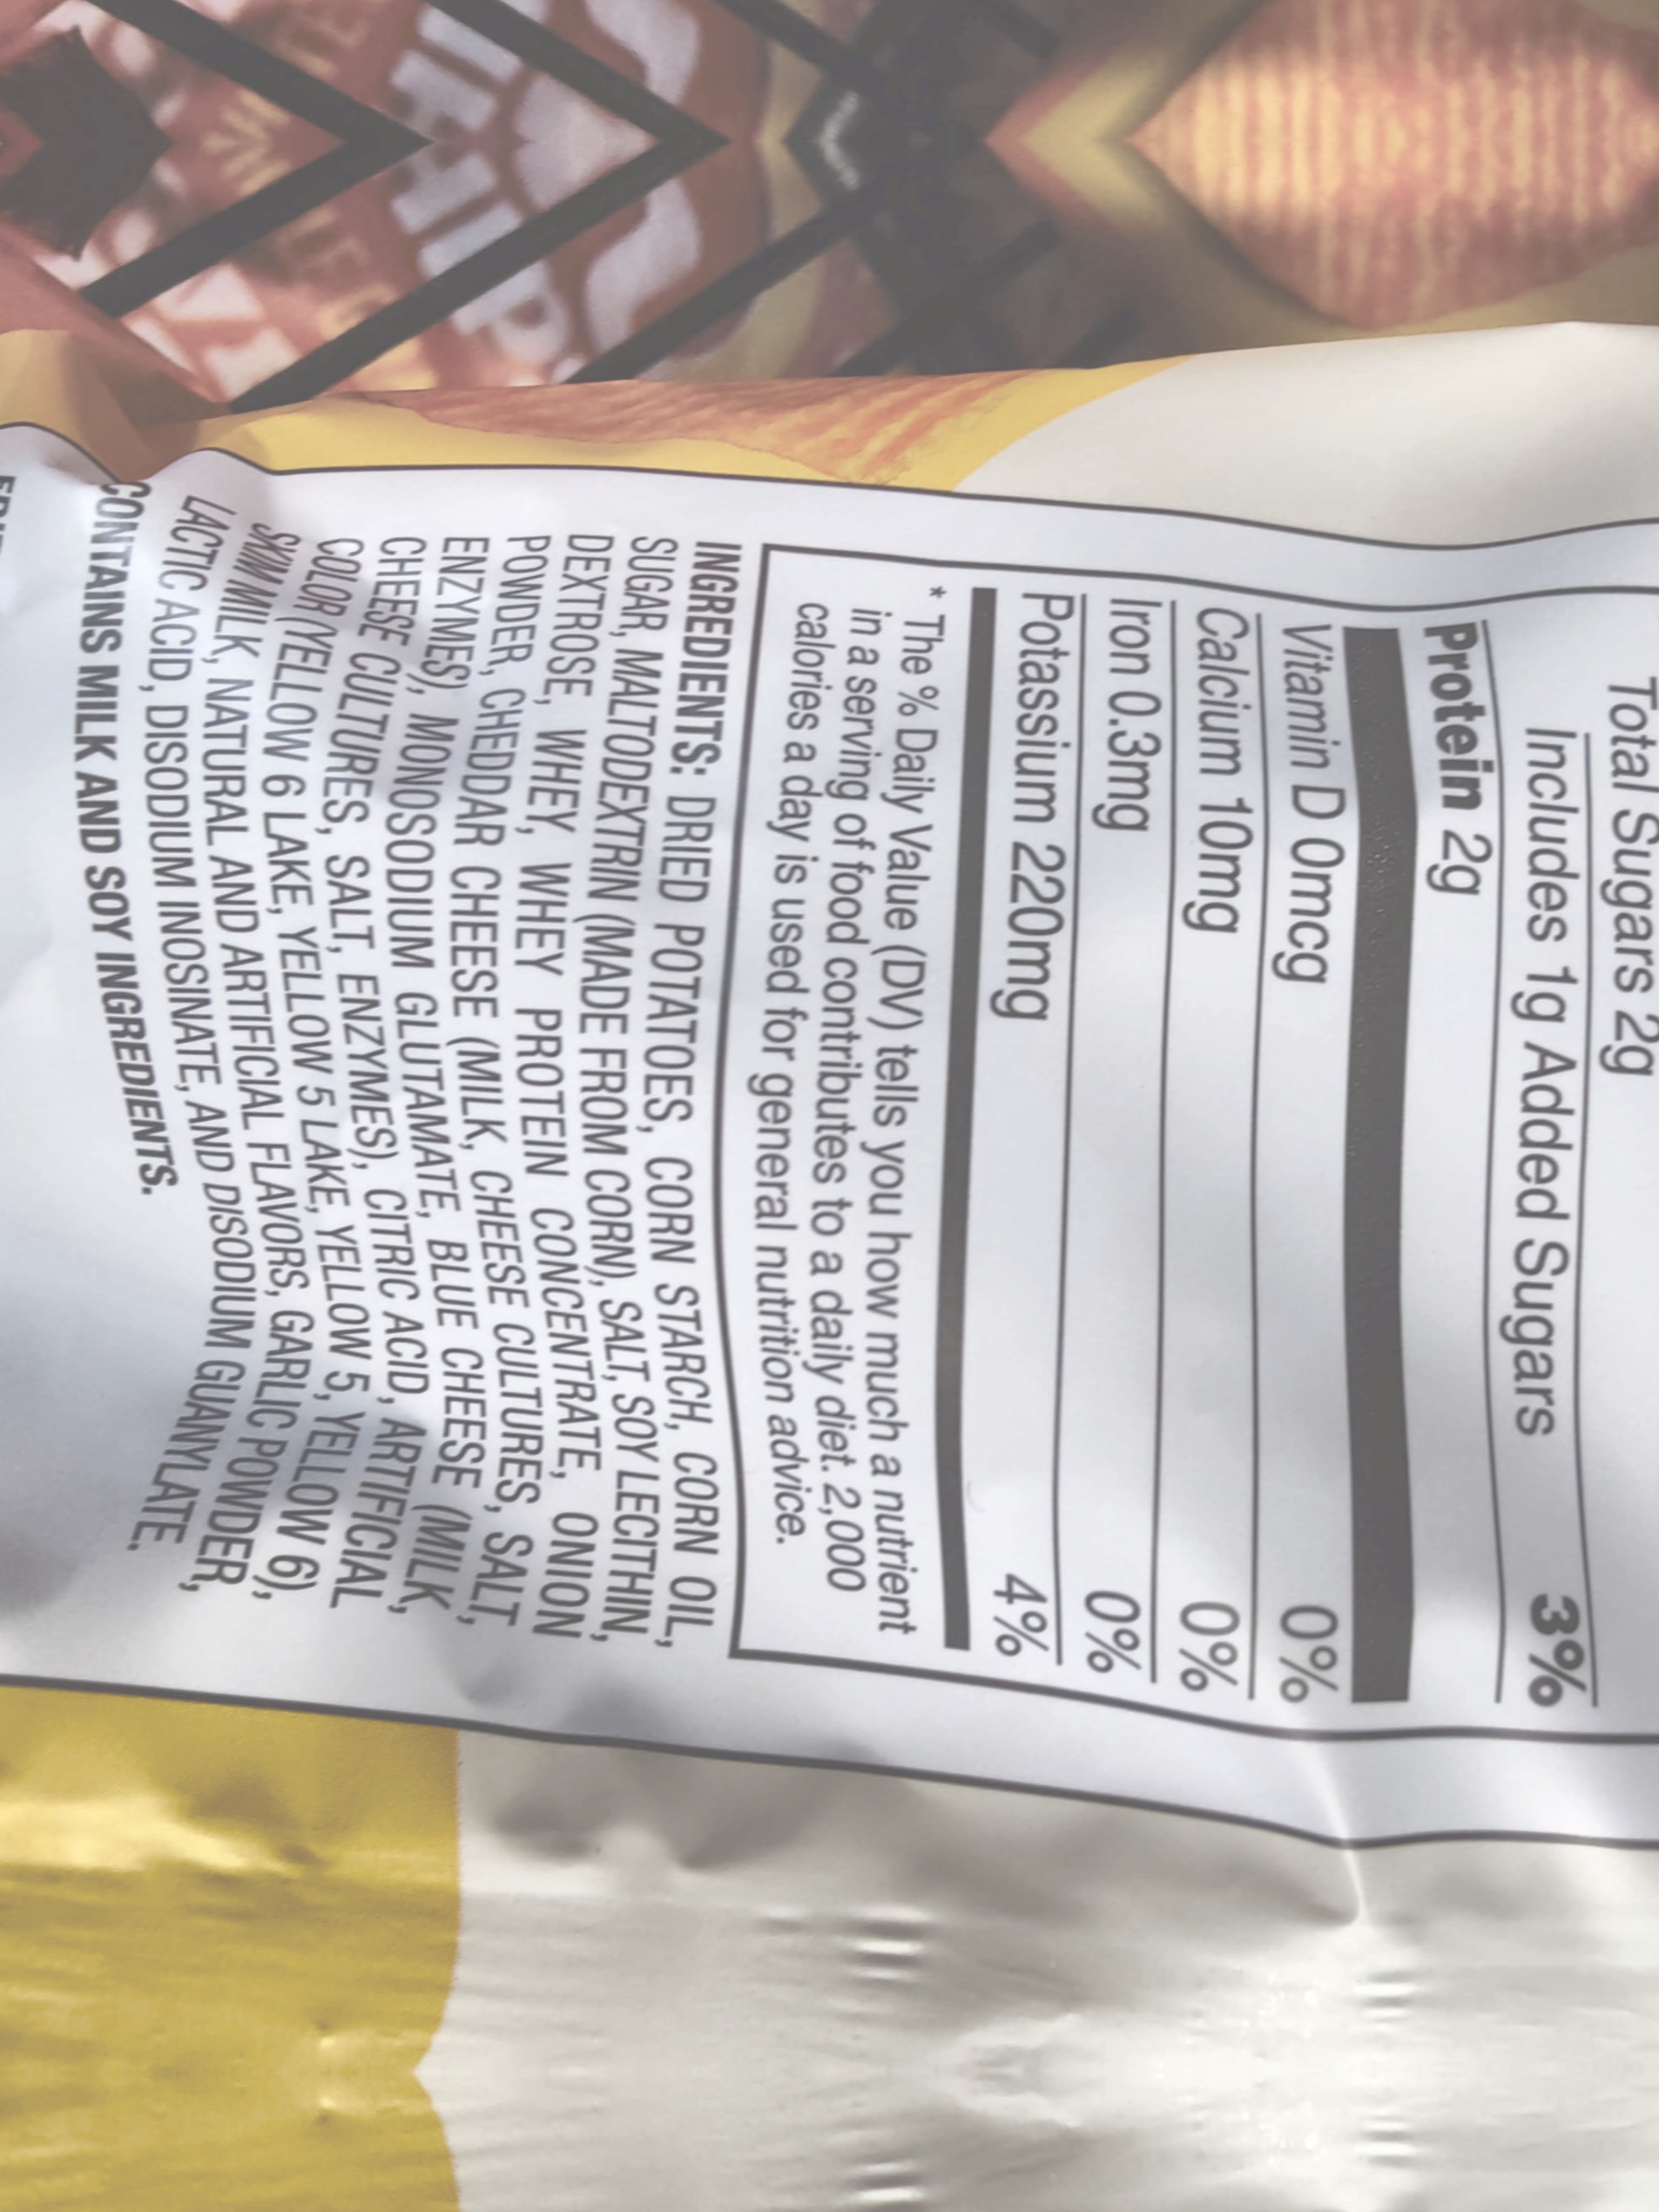 Total Sugars 2g
Includes 1g Added Sugars 3%
Protein 2g
Vitamin D 0mcg 0%
Calcium 10mg 0%
Iron 0.3mg 0%
Potassium 220mg 4%
* The % Daily Value (DV) tells you how much a nutrient
in a serving of food contributes to a daily diet. 2,000
calories a day is used for general nutrition advice.
INGREDIENTS: DRIED POTATOES, CORN STARCH, CORN OIL,
SUGAR, MALTODEXTRIN (MADE FROM CORN), SALT, SOY LECITHIN,
DEXTROSE, WHEY, WHEY PROTEIN CONCENTRATE, ONION
POWDER, CHEDDAR CHEESE (MILK, CHEESE CULTURES, SALT,
ENZYMES), MONOSODIUM GLUTAMATE, BLUE CHEESE (MILK,
CHEESE CULTURES, SALT, ENZYMES), CITRIC ACID, ARTIFICIAL
COLOR (YELLOW 6 LAKE, YELLOW 5 LAKE, YELLOW 5, YELLOW 6),
SKIM MILK, NATURAL AND ARTIFICIAL FLAVORS, GARLIC POWDER,
LACTIC ACID, DISODIUM INOSINATE, AND DISODIUM GUANYLATE.
CONTAINS MILK AND SOY INGREDIENTS.